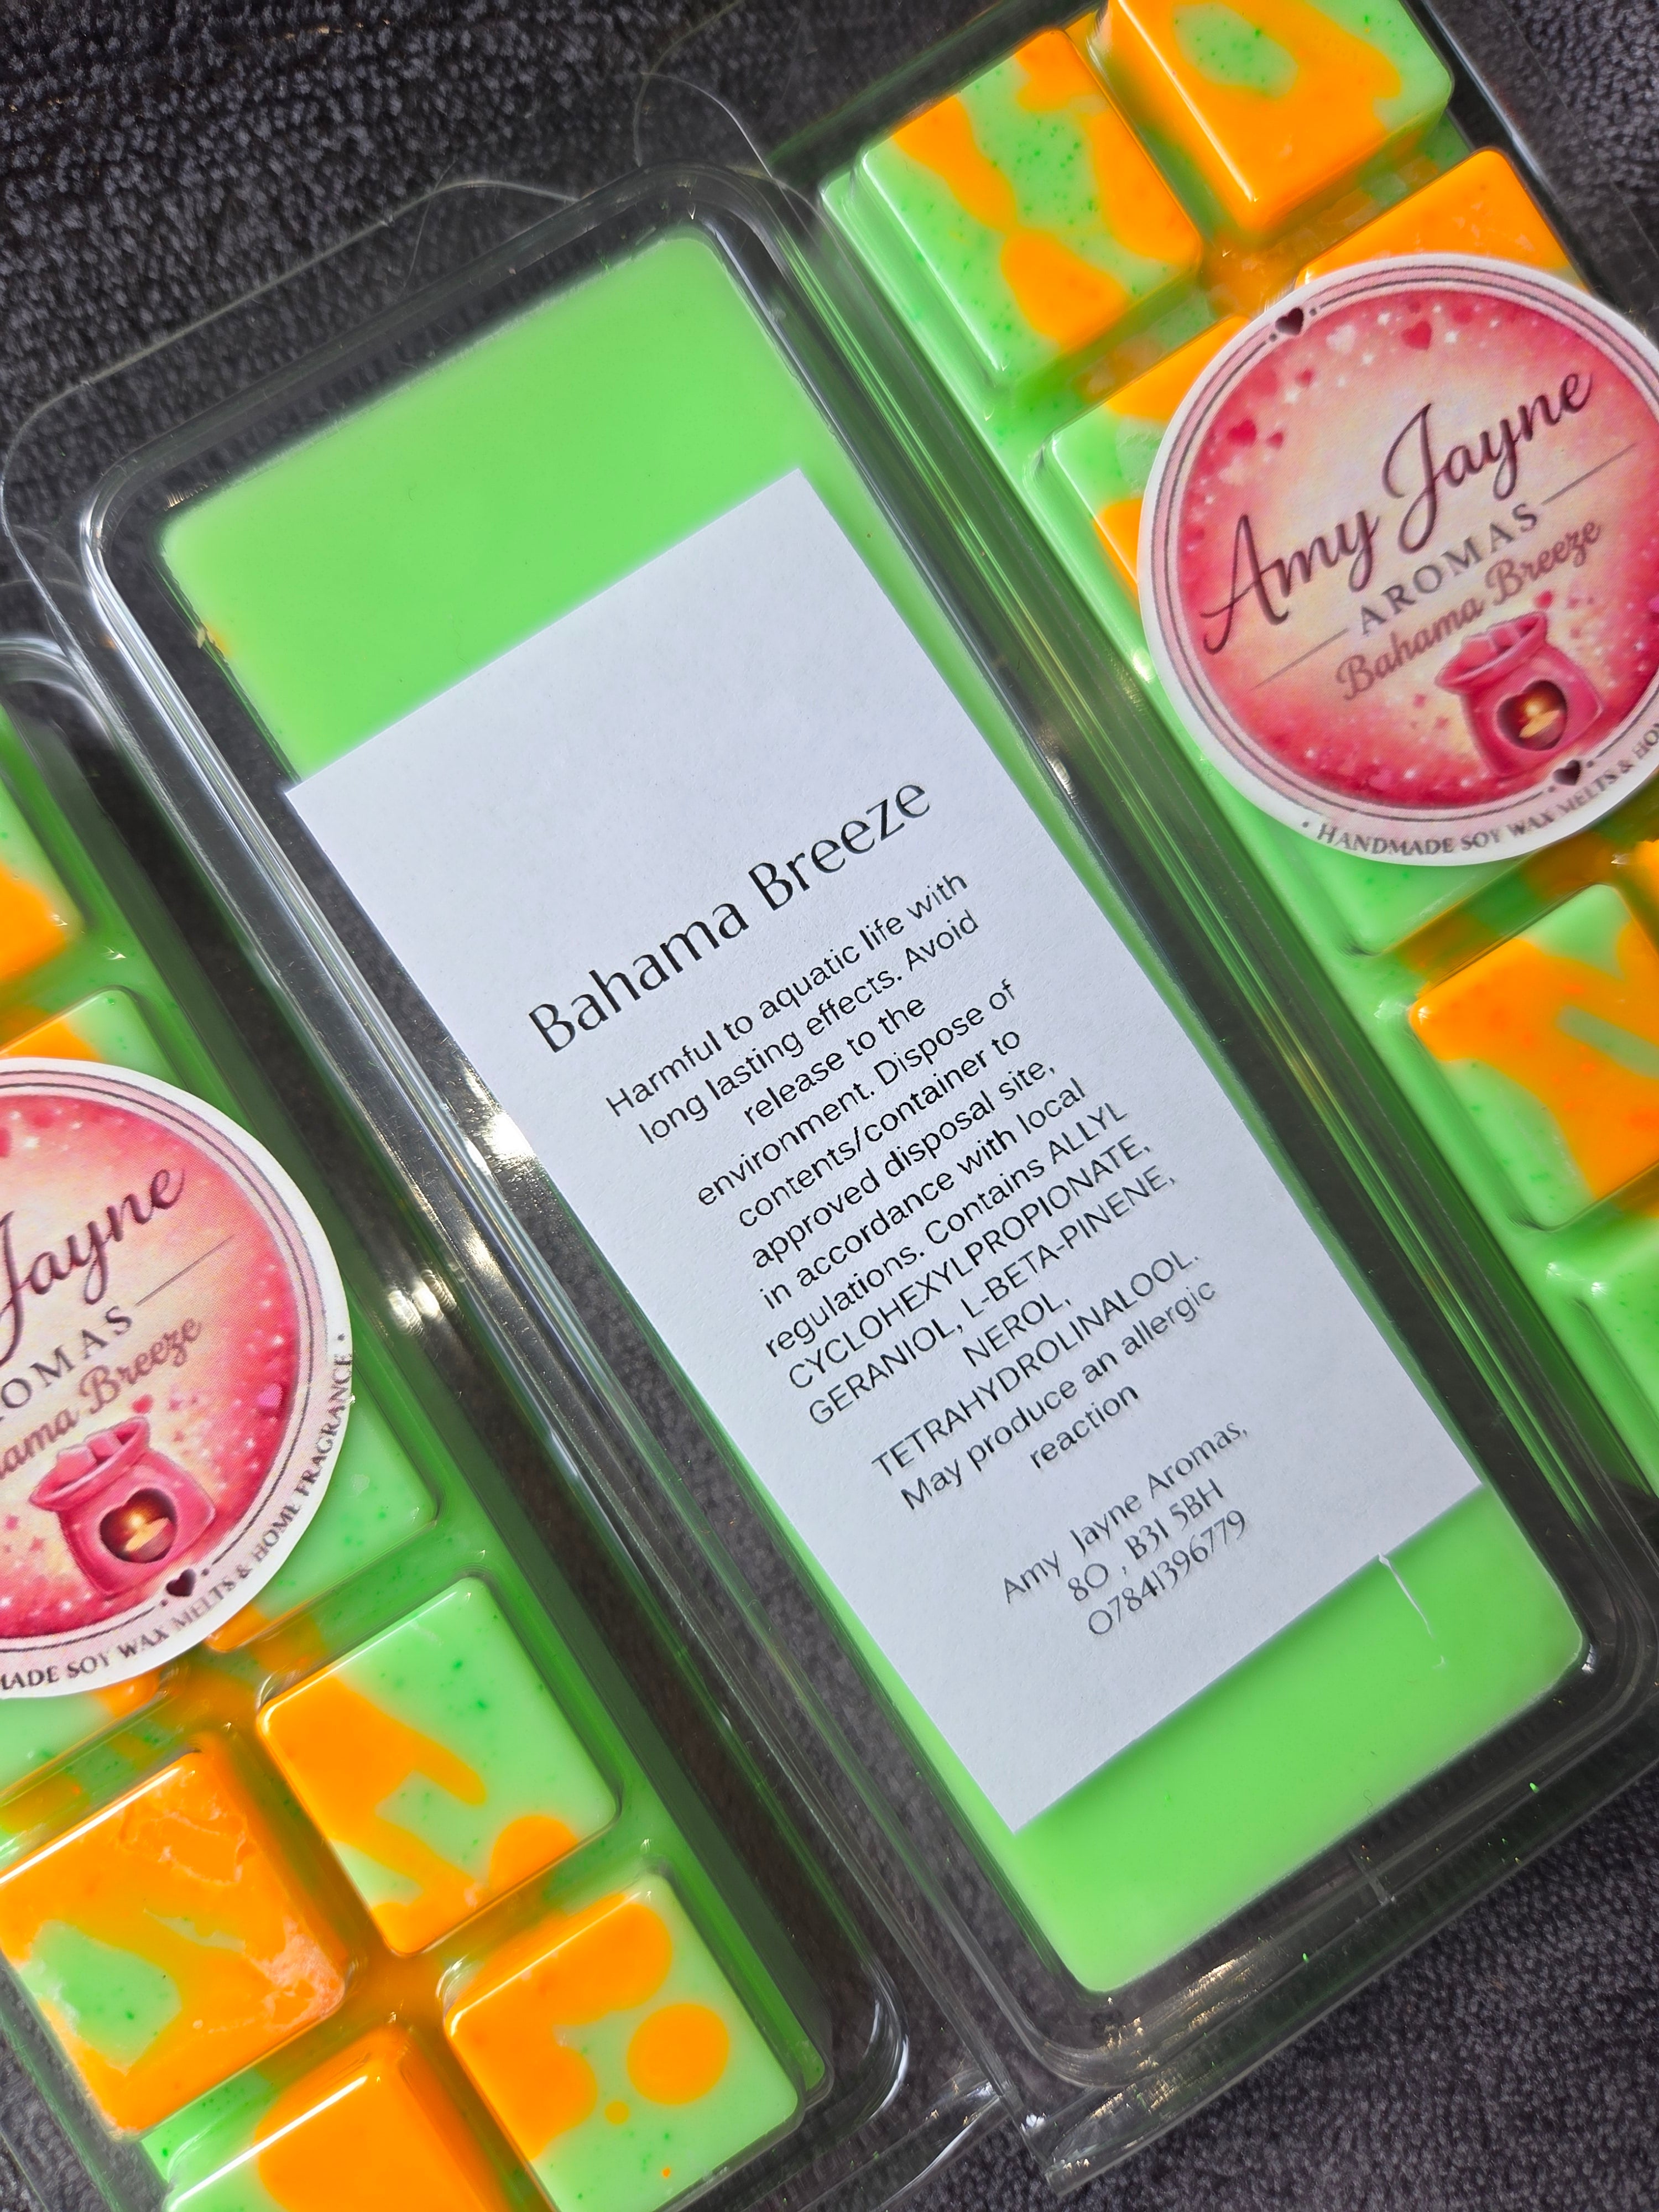 Bahama Breeze
Harmful to aquatic life with
long lasting effects. Avoid
release to the
environment. Dispose of
contents/container to
approved disposal site,
in accordance with local
regulations. Contains ALLYL
CYCLOHEXYLPROPIONATE,
GERANIOL, L-BETA-PINENE,
NEROL,
TETRAHYDROLINALOOL.
May produce an allergic
reaction
Amy Jayne Aromas,
80 , B31 5BH
07841396779
Amy Jayne
AROMAS
Bahama Breeze
• HANDMADE SOY WAX MELTS & HO
Jayne
OMAS
ama Breeze
MADE SOY WAX MELTS & HOME FRAGRANCE •